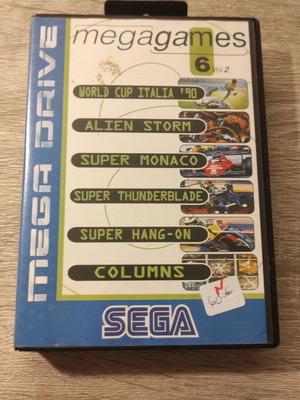 megagames
6 Vol.2
WORLD CUP ITALIA '90
ALIEN STORM
SUPER MONACO
SUPER THUNDERBLADE
SUPER HANG-ON
COLUMNS
SEGA
MEGA DRIVE